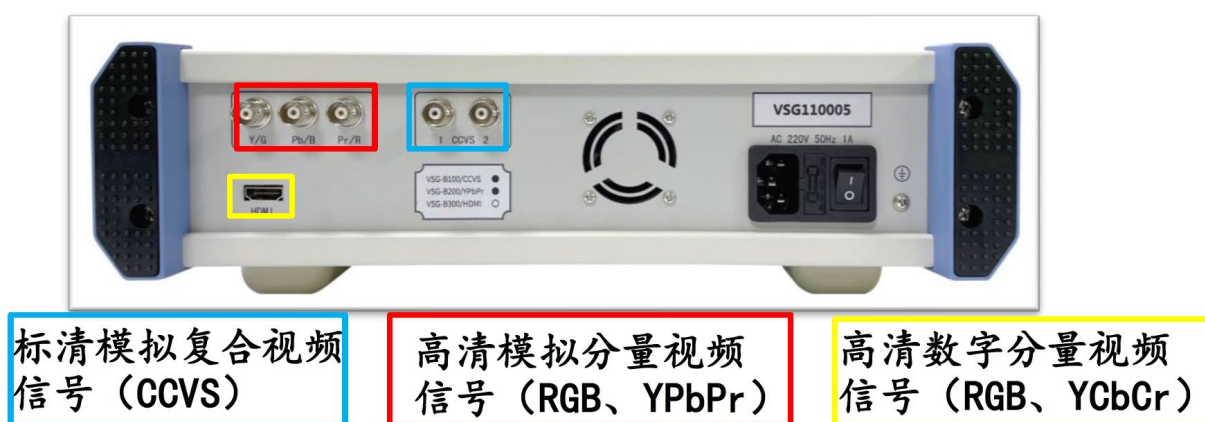 VSG110005
Y/G Pb/B Pr/R
1 CCVS 2
AC 220V 50Hz 1A
VSG-B100/CCVS
VSG-B200/YPbPr
VSG-B300/HDMI
HDMI
标清模拟复合视频
信号（CCVS）
高清模拟分量视频
信号（RGB、YPbPr）
高清数字分量视频
信号（RGB、YCbCr）